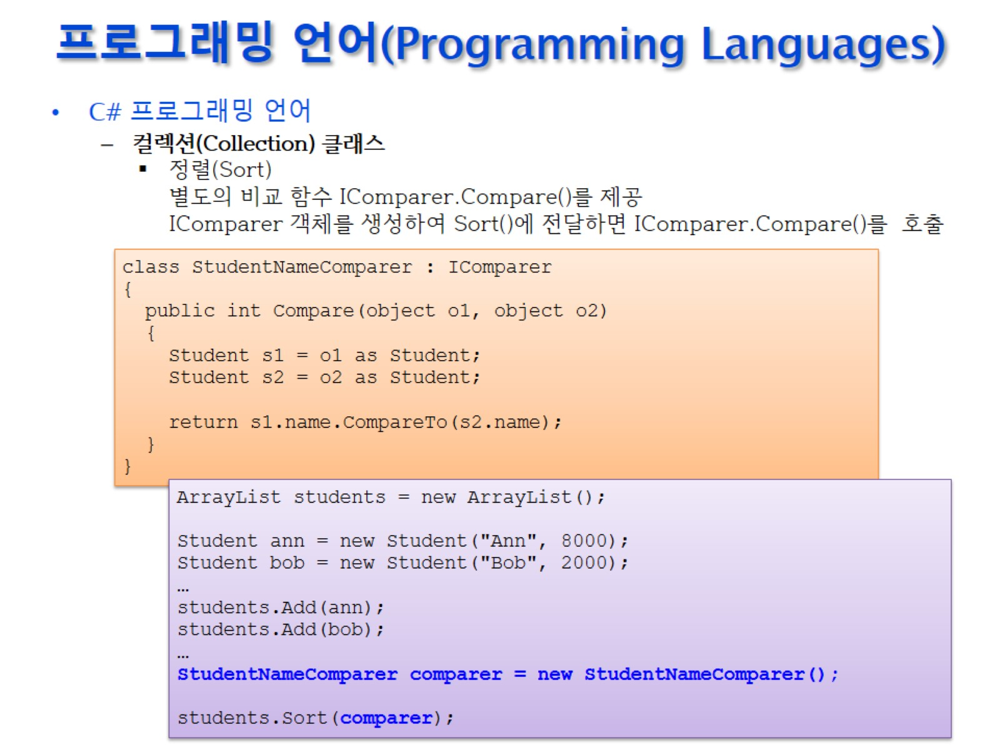 프로그래밍 언어(Programming Languages)
• C# 프로그래밍 언어
– 컬렉션(Collection) 클래스
▪ 정렬(Sort)
별도의 비교 함수 IComparer.Compare()를 제공
IComparer 객체를 생성하여 Sort()에 전달하면 IComparer.Compare()를 호출
class StudentNameComparer : IComparer
{
  public int Compare(object o1, object o2)
  {
    Student s1 = o1 as Student;
    Student s2 = o2 as Student;
    return s1.name.CompareTo(s2.name);
  }
}
ArrayList students = new ArrayList();
Student ann = new Student("Ann", 8000);
Student bob = new Student("Bob", 2000);
…
students.Add(ann);
students.Add(bob);
…
StudentNameComparer comparer = new StudentNameComparer();
students.Sort(comparer);